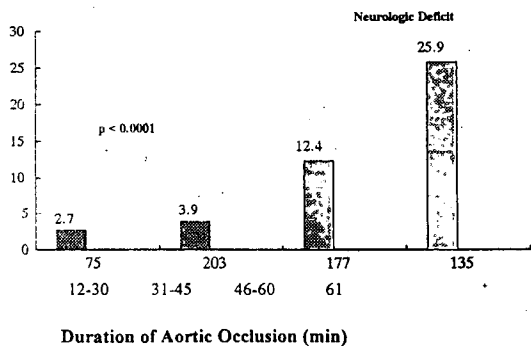 Neurologic Deficit
30
25.9
25
20
p < 0.0001
15
12.4
10
3.9
2.7
5
0
75 203 177 135
12-30 31-45 46-60 61
Duration of Aortic Occlusion (min)